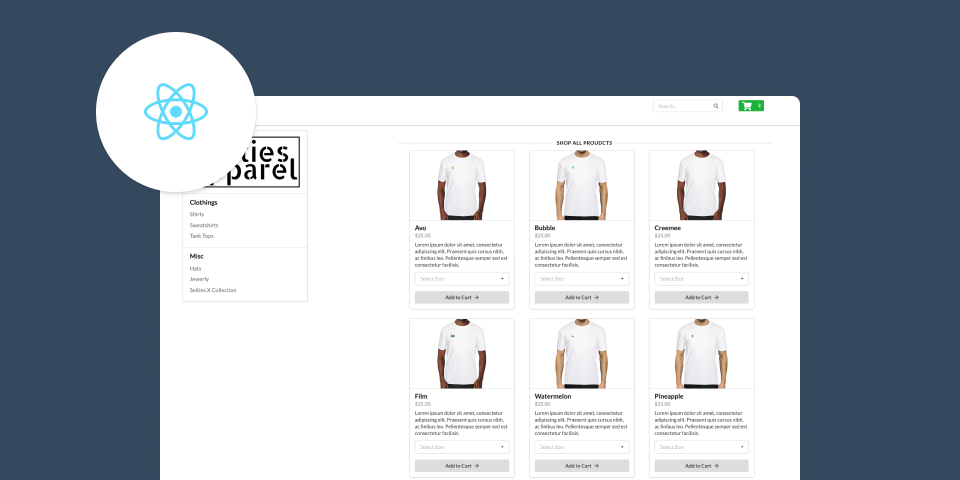 Search...
ties
parel
Clothings
Shirts
Sweatshirts
Tank Tops
Misc
Hats
Jewerly
Selties X Collection
SHOP ALL PROUDCTS
Avo
$25.00
Lorem ipsum dolor sit amet, consectetur
adipiscing elit. Praesent quis cursus nibh,
ac finibus leo. Pellentesque semper sed est
consectetur facilisis.
Select Size
Add to Cart →
Bubble
$25.00
Lorem ipsum dolor sit amet, consectetur
adipiscing elit. Praesent quis cursus nibh,
ac finibus leo. Pellentesque semper sed est
consectetur facilisis.
Select Size
Add to Cart →
Creemee
$25.00
Lorem ipsum dolor sit amet, consectetur
adipiscing elit. Praesent quis cursus nibh,
ac finibus leo. Pellentesque semper sed est
consectetur facilisis.
Select Size
Add to Cart →
Film
$25.00
Lorem ipsum dolor sit amet, consectetur
adipiscing elit. Praesent quis cursus nibh,
ac finibus leo. Pellentesque semper sed est
consectetur facilisis.
Select Size
Add to Cart →
Watermelon
$25.00
Lorem ipsum dolor sit amet, consectetur
adipiscing elit. Praesent quis cursus nibh,
ac finibus leo. Pellentesque semper sed est
consectetur facilisis.
Select Size
Add to Cart →
Pineapple
$25.00
Lorem ipsum dolor sit amet, consectetur
adipiscing elit. Praesent quis cursus nibh,
ac finibus leo. Pellentesque semper sed est
consectetur facilisis.
Select Size
Add to Cart →